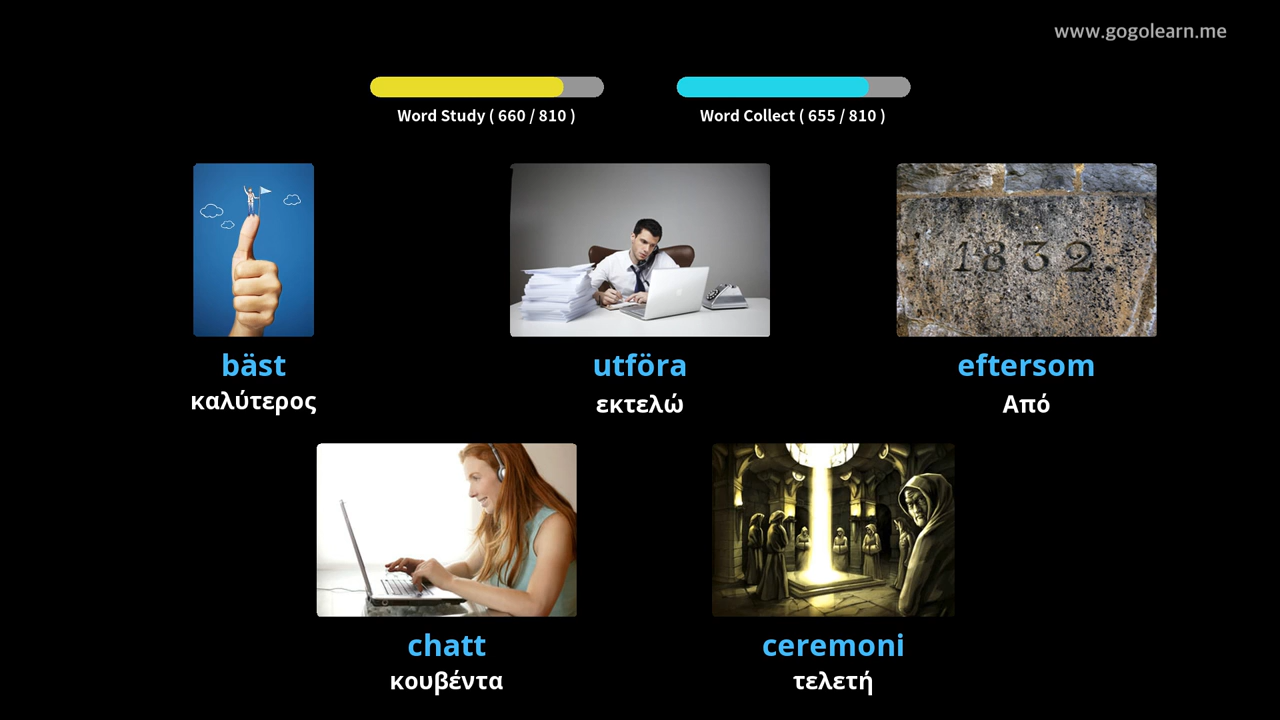 www.gogolearn.me
Word Study ( 660 / 810 )
Word Collect ( 655 / 810 )
1832.
bäst
καλύτερος
utföra
εκτελώ
eftersom
Από
chatt
κουβέντα
ceremoni
τελετή